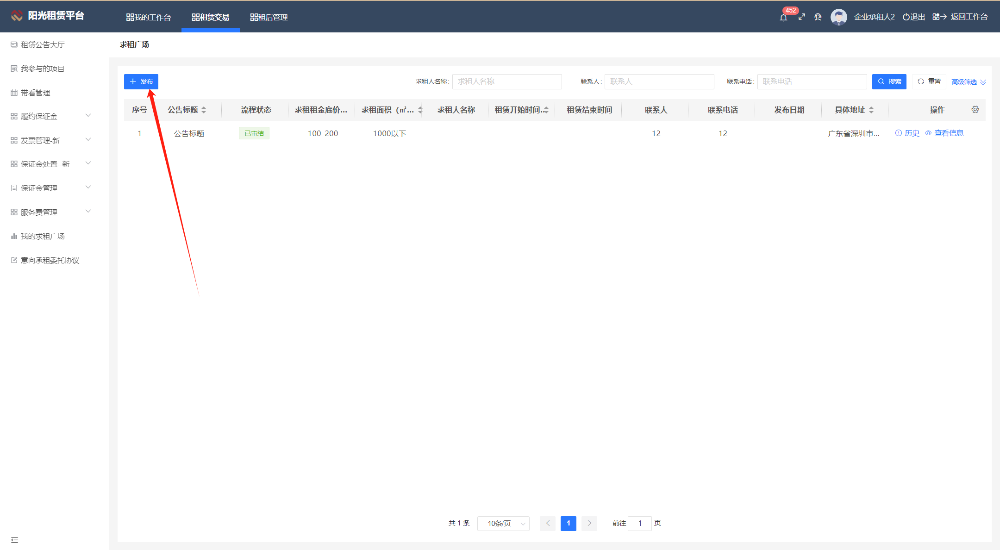 阳光租赁平台
我的工作台
租赁交易
租后管理
452
企业承租人2
退出
返回工作台
租赁公告大厅
我参与的项目
带看管理
履约保证金
发票管理-新
保证金处置--新
保证金管理
服务费管理
我的求租广场
意向承租委托协议
求租广场
发布
求租人名称:
求租人名称
联系人:
联系人
联系电话:
联系电话
搜索
重置
高级筛选
序号 公告标题 流程状态 求租租金底价... 求租面积（㎡... 求租人名称 租赁开始时间... 租赁结束时间 联系人 联系电话 发布日期 具体地址 操作
1 公告标题 已审结 100-200 1000以下 -- -- 12 12 -- 广东省深圳市... 历史 查看信息
共 1 条 10条/页 1 前往 1 页